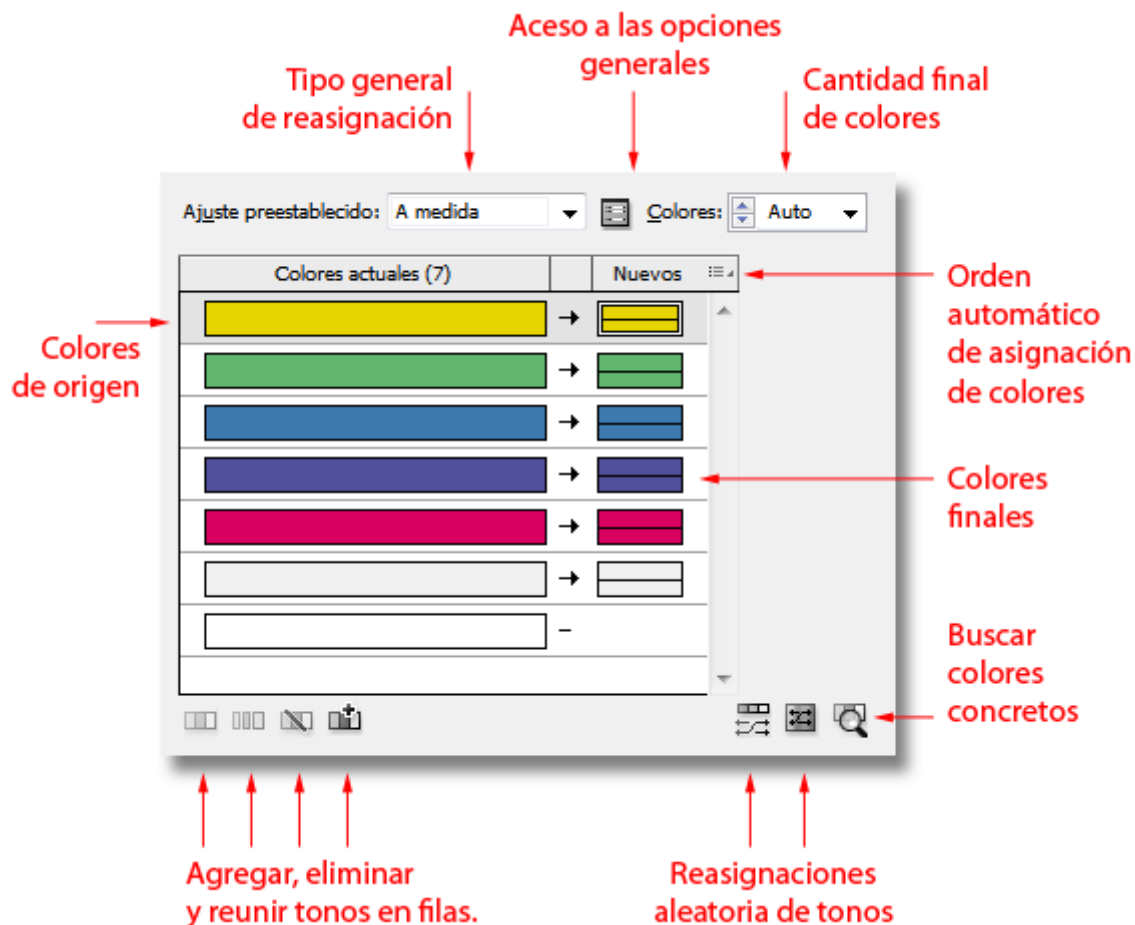 Aceso a las opciones
generales
Tipo general
de reasignación
Cantidad final
de colores
Ajuste preestablecido: A medida Colores: Auto
Colores actuales (7) Nuevos
Orden
automático
de asignación
de colores
Colores
de origen
Colores
finales
Buscar
colores
concretos
Agregar, eliminar
y reunir tonos en filas.
Reasignaciones
aleatoria de tonos